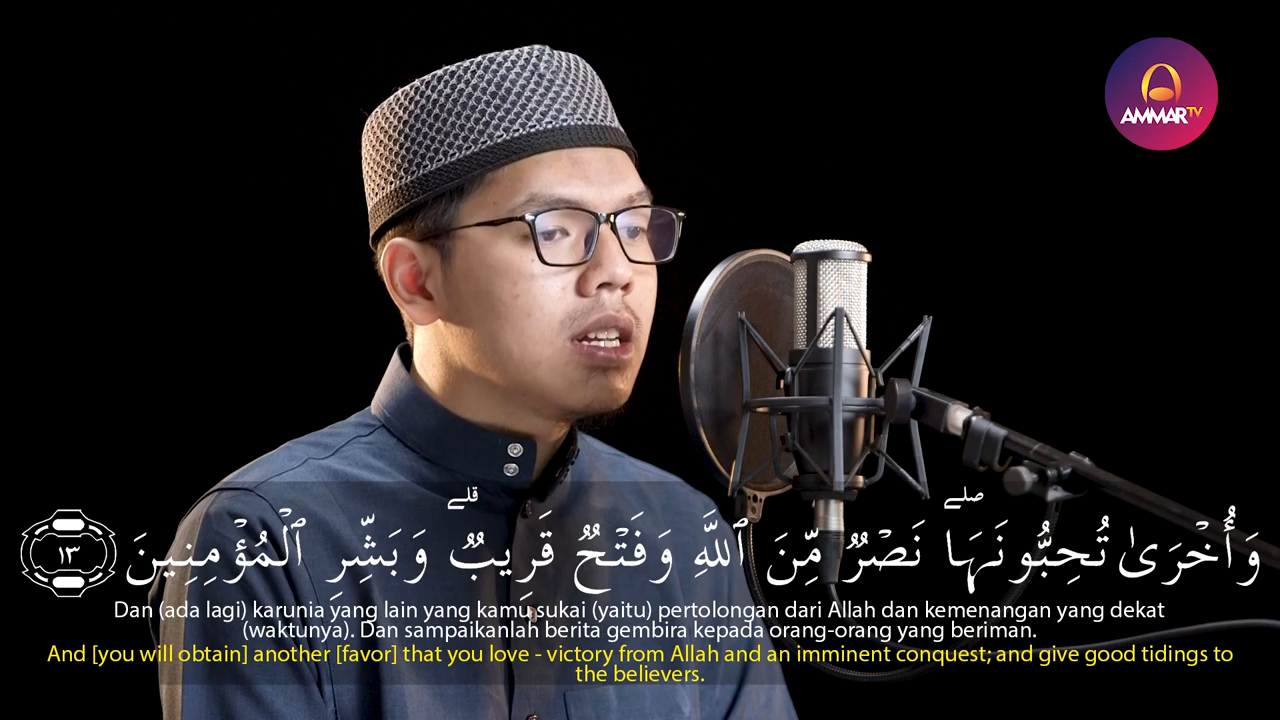 AMMAR TV
وَأُخْرَىٰ تُحِبُّونَهَا ۖ نَصْرٌ مِّنَ ٱللَّهِ وَفَتْحٌ قَرِيبٌ ۗ وَبَشِّرِ ٱلْمُؤْمِنِينَ ١٣
Dan (ada lagi) karunia yang lain yang kamu sukai (yaitu) pertolongan dari Allah dan kemenangan yang dekat
(waktunya). Dan sampaikanlah berita gembira kepada orang-orang yang beriman.
And [you will obtain] another [favor] that you love - victory from Allah and an imminent conquest; and give good tidings to
the believers.